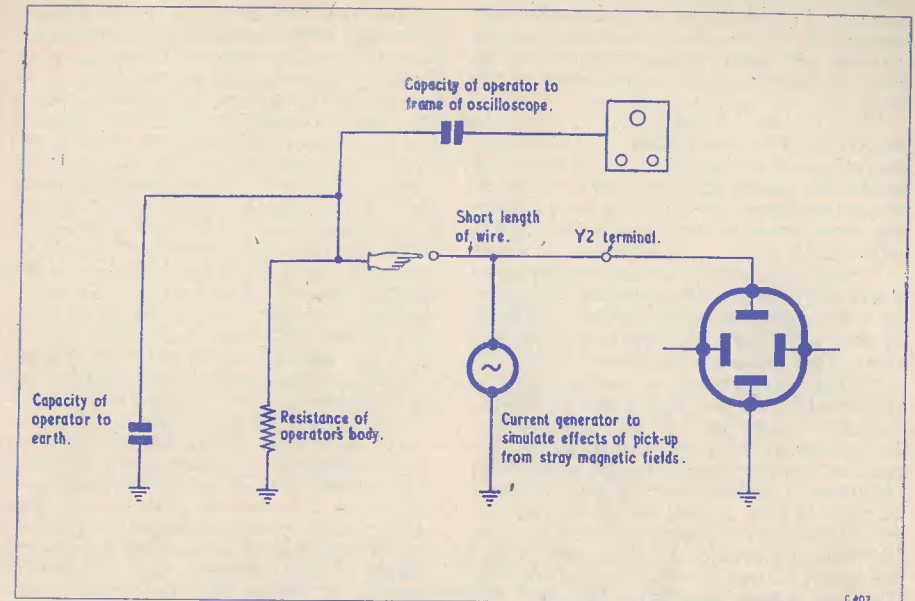 Capacity of operator to
frame of oscilloscope.
Short length
of wire.
Y2 terminal.
Capacity of
operator to
earth.
Resistance of
operator's body.
Current generator to
simulate effects of pick-up
from stray magnetic fields.